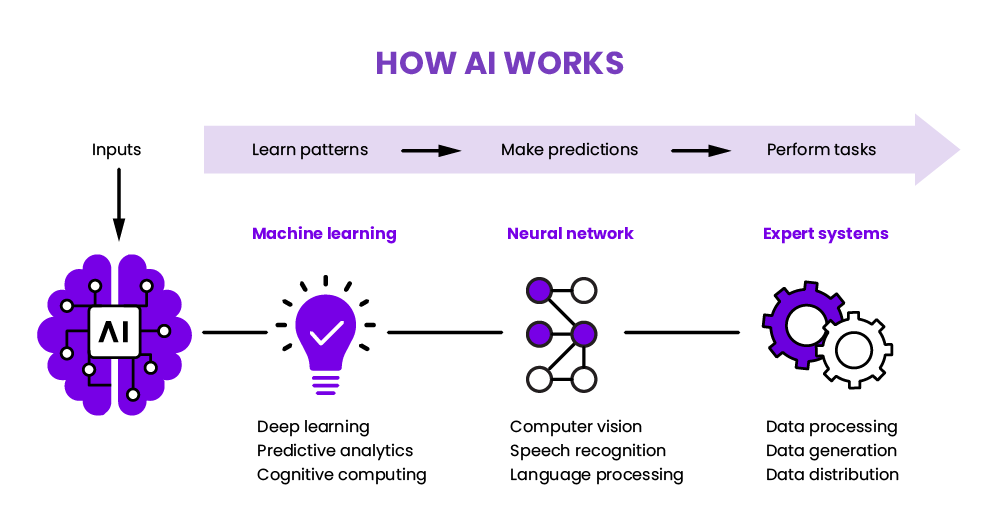 HOW AI WORKS
Inputs
Learn patterns
Make predictions
Perform tasks
Machine learning
Neural network
Expert systems
AI
Deep learning
Predictive analytics
Cognitive computing
Computer vision
Speech recognition
Language processing
Data processing
Data generation
Data distribution